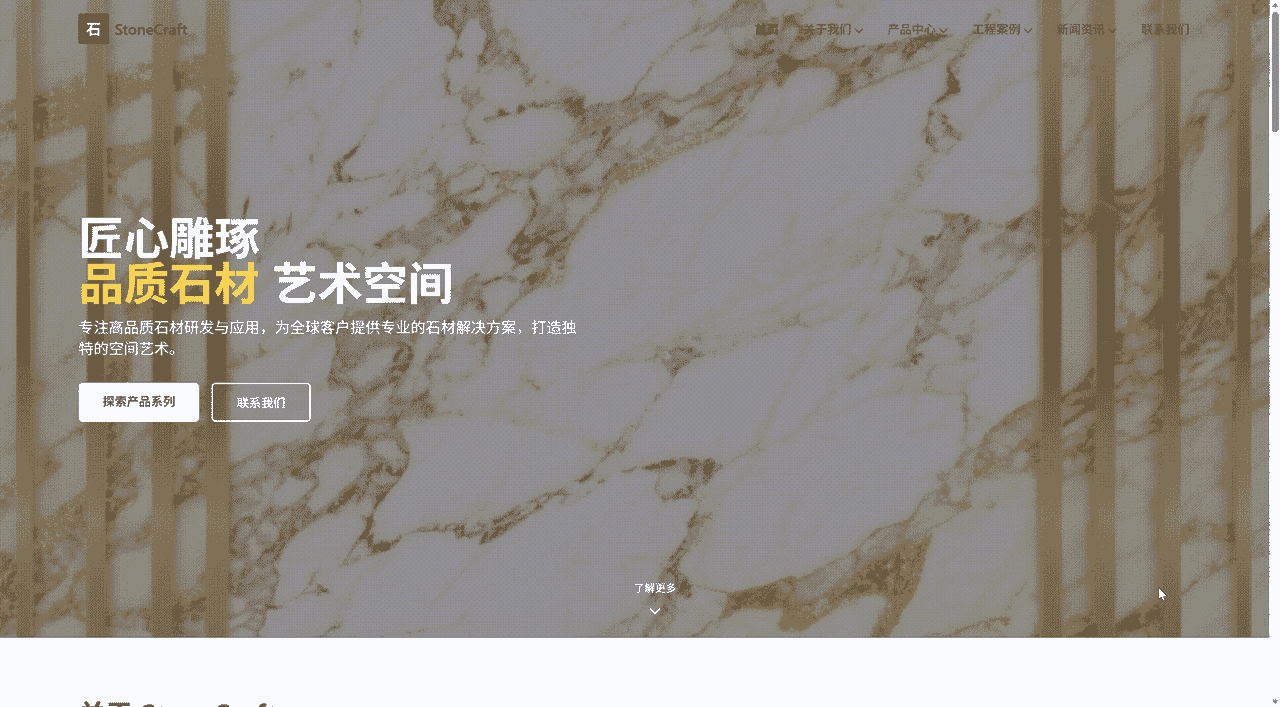 石 StoneCraft
首页 关于我们 产品中心 工程案例 新闻资讯 联系我们
匠心雕琢
品质石材 艺术空间
专注高品质石材研发与应用，为全球客户提供专业的石材解决方案，打造独
特的空间艺术。
探索产品系列 联系我们
了解更多